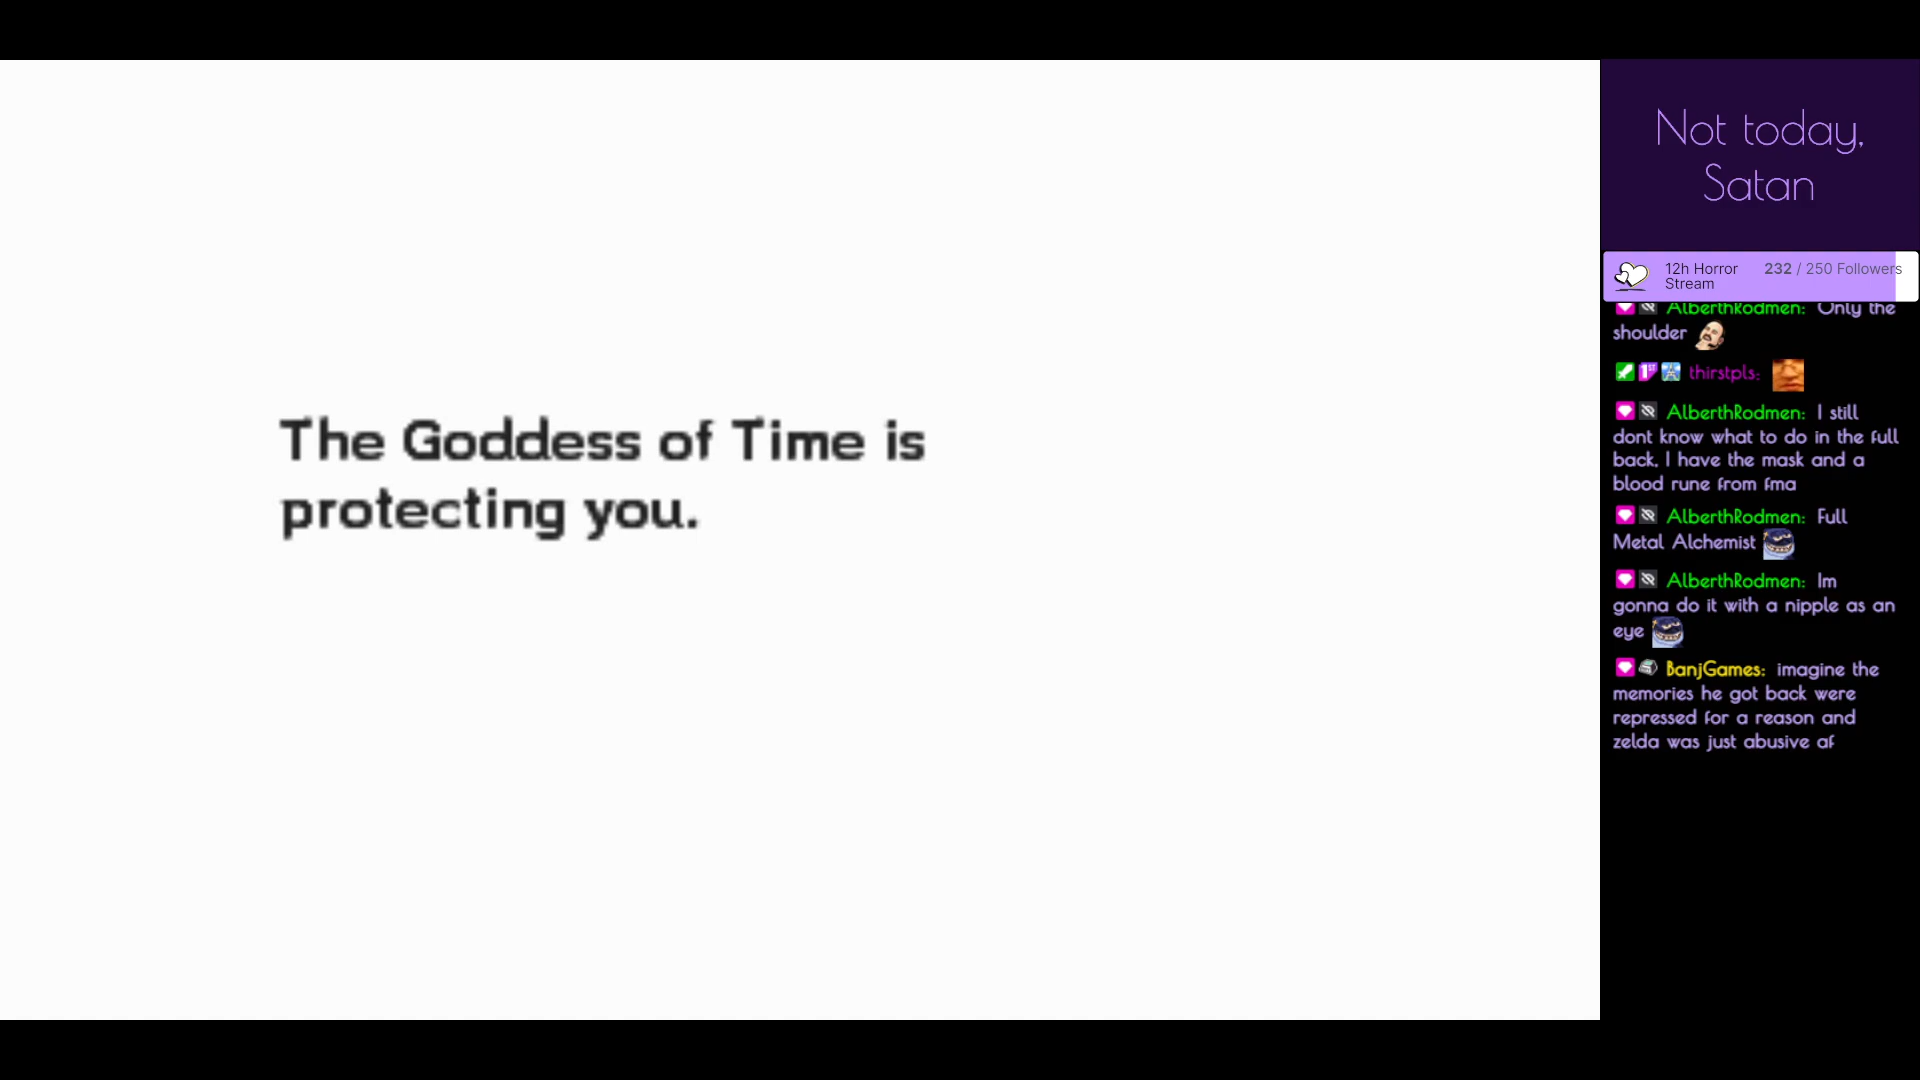 The Goddess of Time is
protecting you.
Not today,
Satan
12h Horror
Stream
232 / 250 Followers
AlberthRodmen: Only the
shoulder
thirstpls:
AlberthRodmen: I still
dont know what to do in the full
back, I have the mask and a
blood rune from fma
AlberthRodmen: Full
Metal Alchemist
AlberthRodmen: Im
gonna do it with a nipple as an
eye
BanjGames: imagine the
memories he got back were
repressed for a reason and
zelda was just abusive af